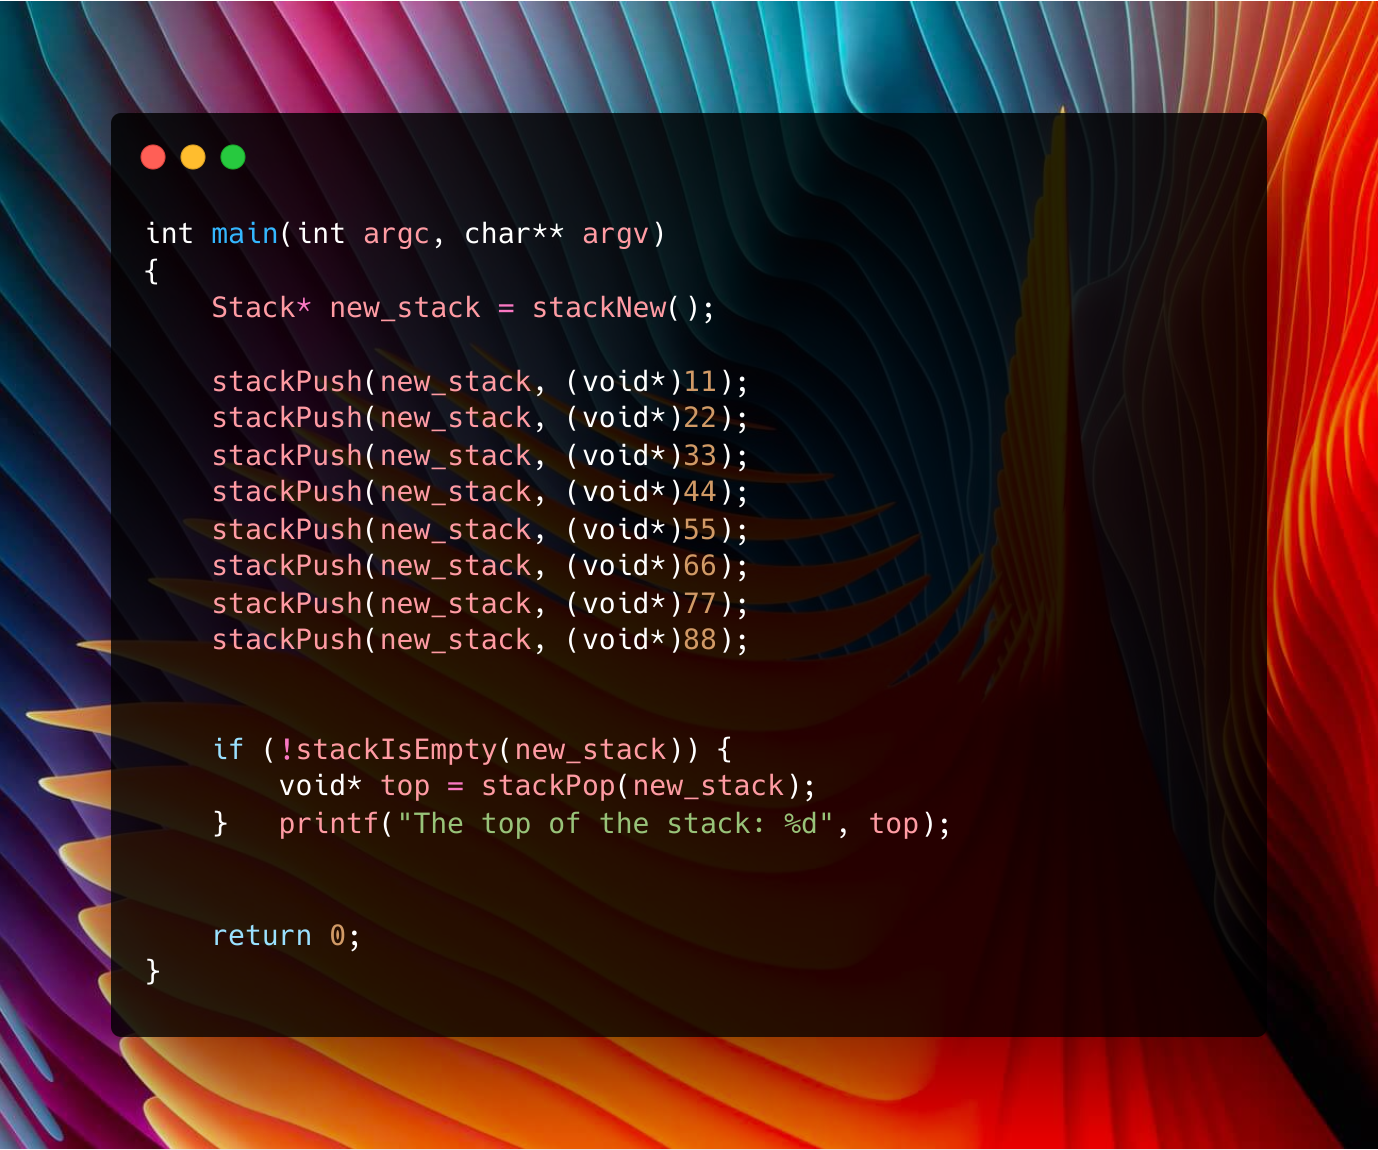 int main(int argc, char** argv)
{
    Stack* new_stack = stackNew();
    stackPush(new_stack, (void*)11);
    stackPush(new_stack, (void*)22);
    stackPush(new_stack, (void*)33);
    stackPush(new_stack, (void*)44);
    stackPush(new_stack, (void*)55);
    stackPush(new_stack, (void*)66);
    stackPush(new_stack, (void*)77);
    stackPush(new_stack, (void*)88);
    if (!stackIsEmpty(new_stack)) {
        void* top = stackPop(new_stack);
    }   printf("The top of the stack: %d", top);
    return 0;
}